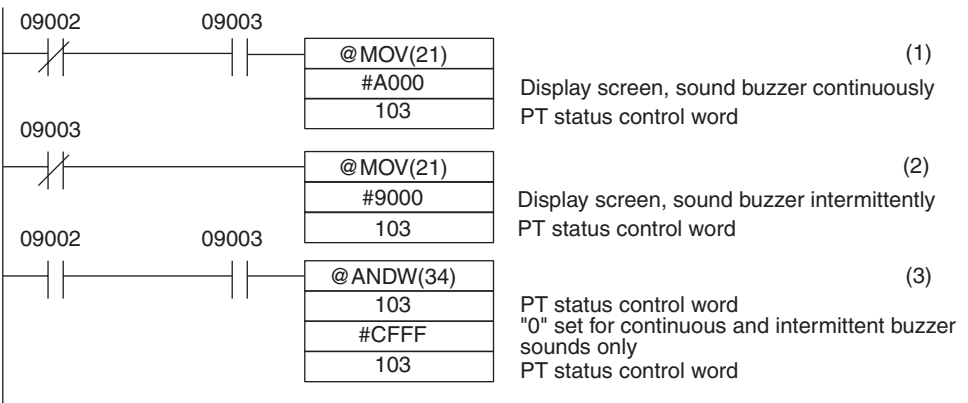 09002 09003
@MOV(21) (1)
#A000 Display screen, sound buzzer continuously
103 PT status control word
09003
@MOV(21) (2)
#9000 Display screen, sound buzzer intermittently
103 PT status control word
09002 09003
@ANDW(34) (3)
103 PT status control word
#CFFF "0" set for continuous and intermittent buzzer
sounds only
103 PT status control word